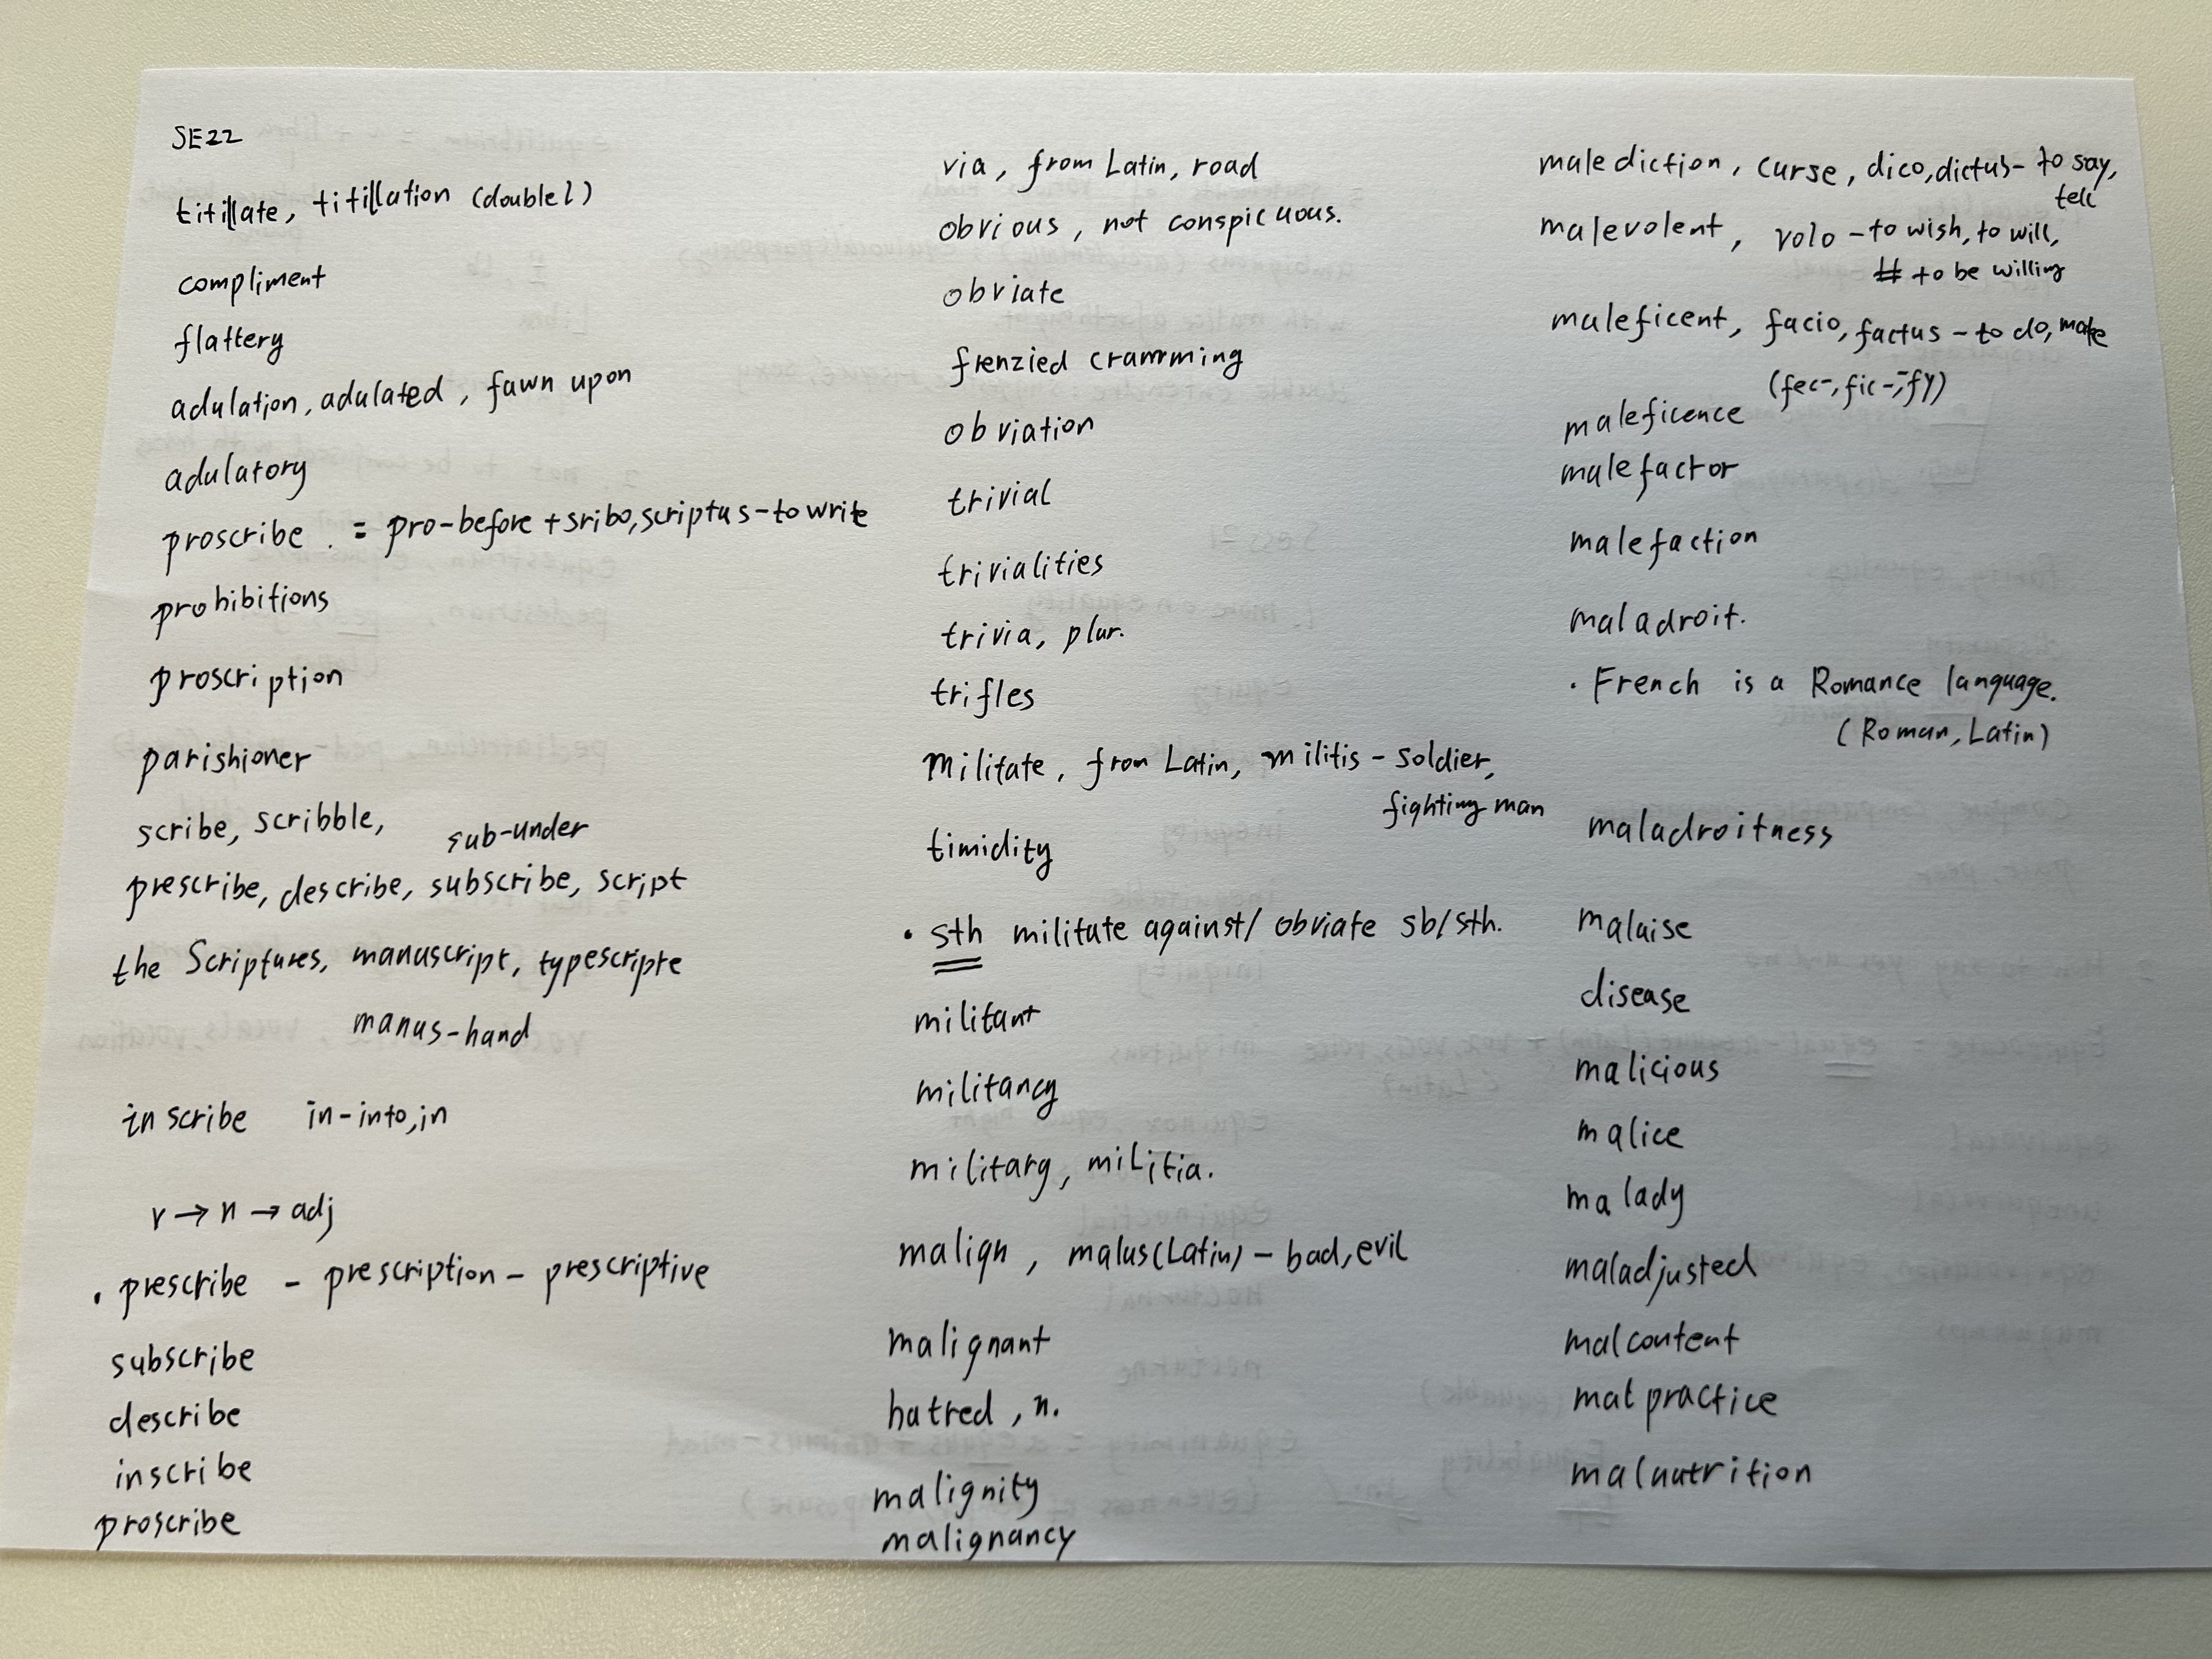 SE22
titillate, titillation (double l)
compliment
flattery
adulation, adulated, fawn upon
adulatory
proscribe. = pro-before + sribo, scriptus - to write
prohibitions
proscription
parishioner
scribe, scribble,
sub-under
prescribe, describe, subscribe, script
the Scriptures, manuscript, typescripte
manus-hand
inscribe in-into, in
v → n → adj
. prescribe - prescription - prescriptive
subscribe
describe
inscribe
proscribe
via, from Latin, road
obvious, not conspicuous.
obviate
frenzied cramming
obviation
trivial
trivialities
trivia, plur.
trifles
militate, from Latin, militis - soldier,
fighting man
timidity
• sth militate against/ obviate sb/sth.
militant
militancy
military, militia.
malign, malus(Latin) - bad, evil
malignant
hatred, n.
malignity
malignancy
malediction, curse, dico, dictus - to say,
tell
malevolent, volo - to wish, to will,
to be willing
maleficent, facio, factus - to do, make
(fec-, fic-, -fy)
maleficence
malefactor
malefaction
maladroit.
. French is a Romance language.
(Roman, Latin)
maladroitness
malaise
disease
malicious
malice
malady
maladjusted
malcontent
malpractice
malnutrition